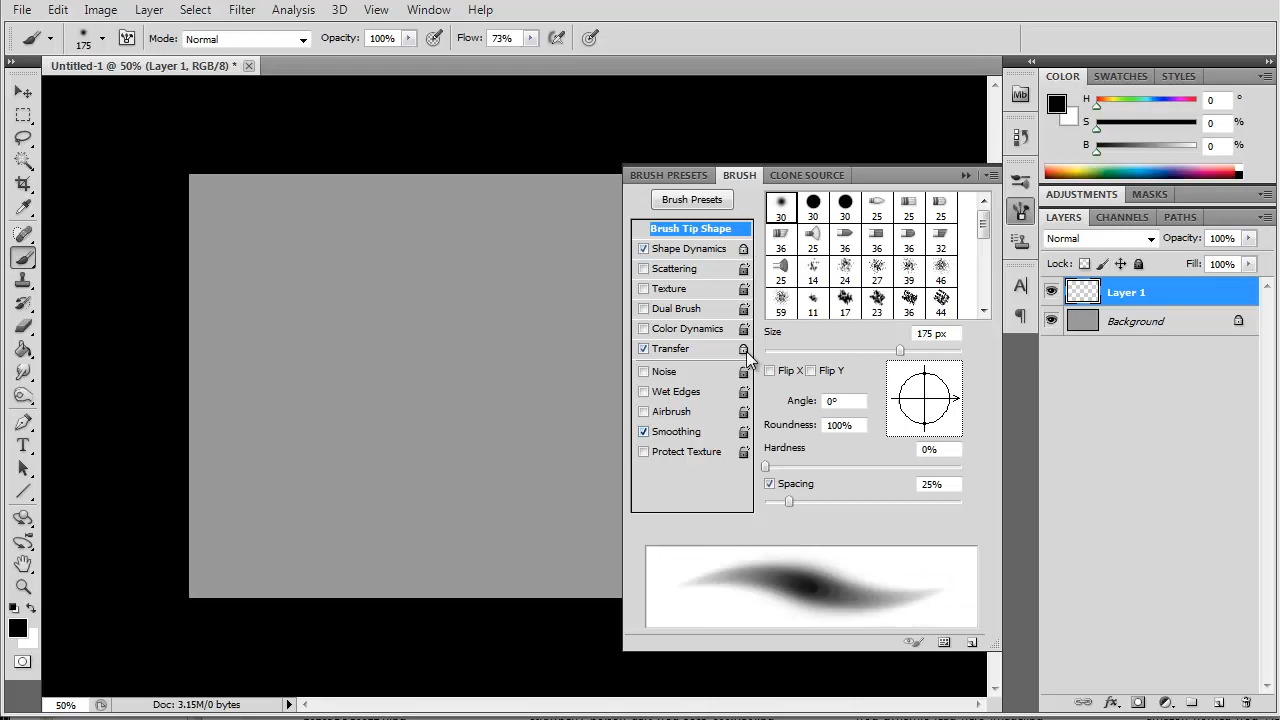 File Edit Image Layer Select Filter Analysis 3D View Window Help
175 Mode: Normal Opacity: 100% Flow: 73%
Untitled-1 @ 50% (Layer 1, RGB/8) *
BRUSH PRESETS BRUSH CLONE SOURCE
Brush Presets
Brush Tip Shape
Shape Dynamics
Scattering
Texture
Dual Brush
Color Dynamics
Transfer
Noise
Wet Edges
Airbrush
Smoothing
Protect Texture
30 30 30 25 25 25
36 25 36 36 36 32
25 14 24 27 39 46
59 11 17 23 36 44
Size 175 px
Flip X Flip Y
Angle: 0º
Roundness: 100%
Hardness 0%
Spacing 25%
Mb
A
T
COLOR SWATCHES STYLES
H 0 °
S 0 %
B 0 %
ADJUSTMENTS MASKS
LAYERS CHANNELS PATHS
Normal Opacity: 100%
Lock: Fill: 100%
Layer 1
Background
fx
50% Doc: 3.15M/0 bytes